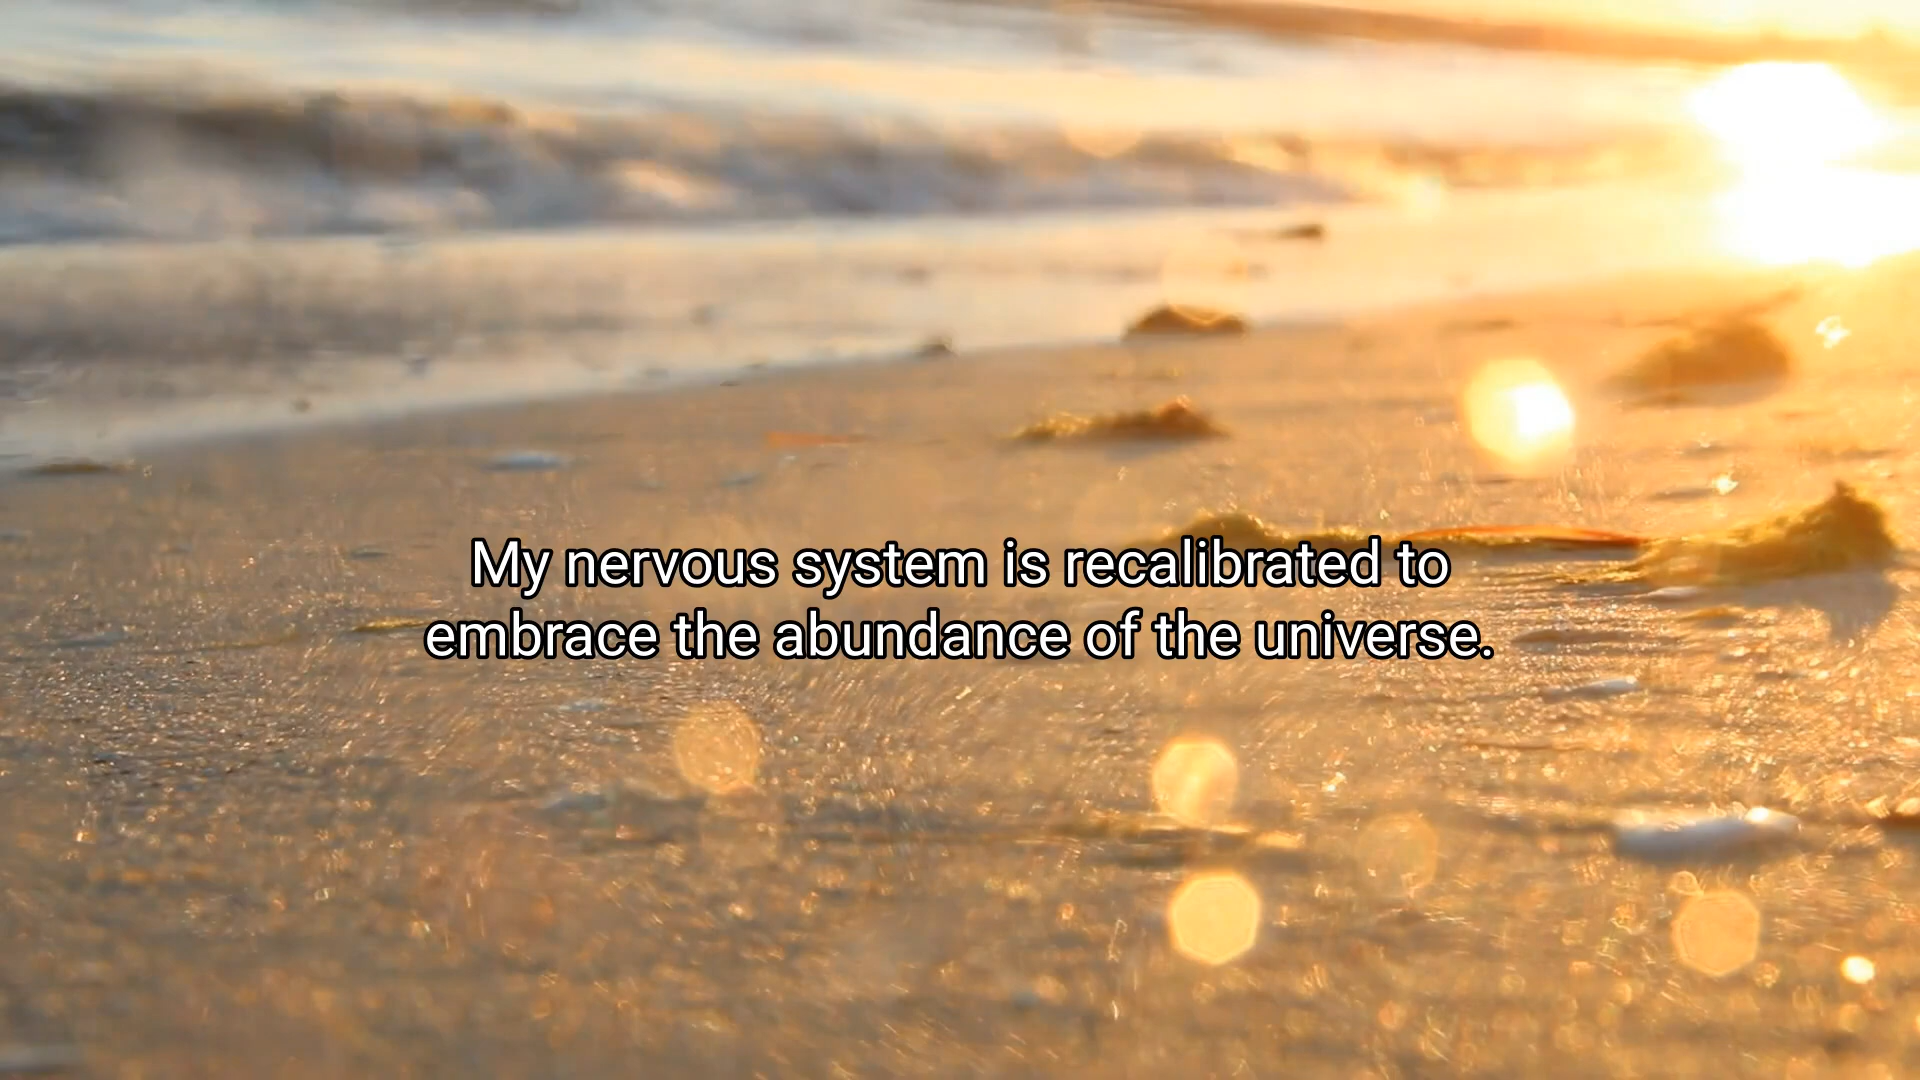 My nervous system is recalibrated to
embrace the abundance of the universe.